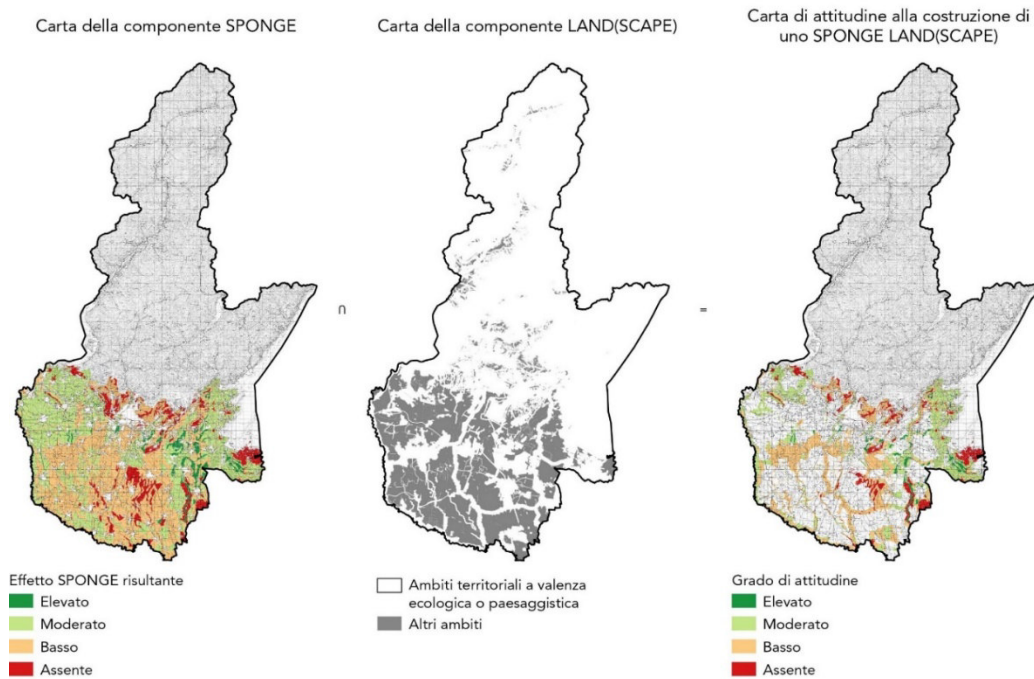 Carta della componente SPONGE
Carta della componente LAND(SCAPE)
Carta di attitudine alla costruzione di
uno SPONGE LAND(SCAPE)
∩
=
Effetto SPONGE risultante
Elevato
Moderato
Basso
Assente
Ambiti territoriali a valenza
ecologica o paesaggistica
Altri ambiti
Grado di attitudine
Elevato
Moderato
Basso
Assente